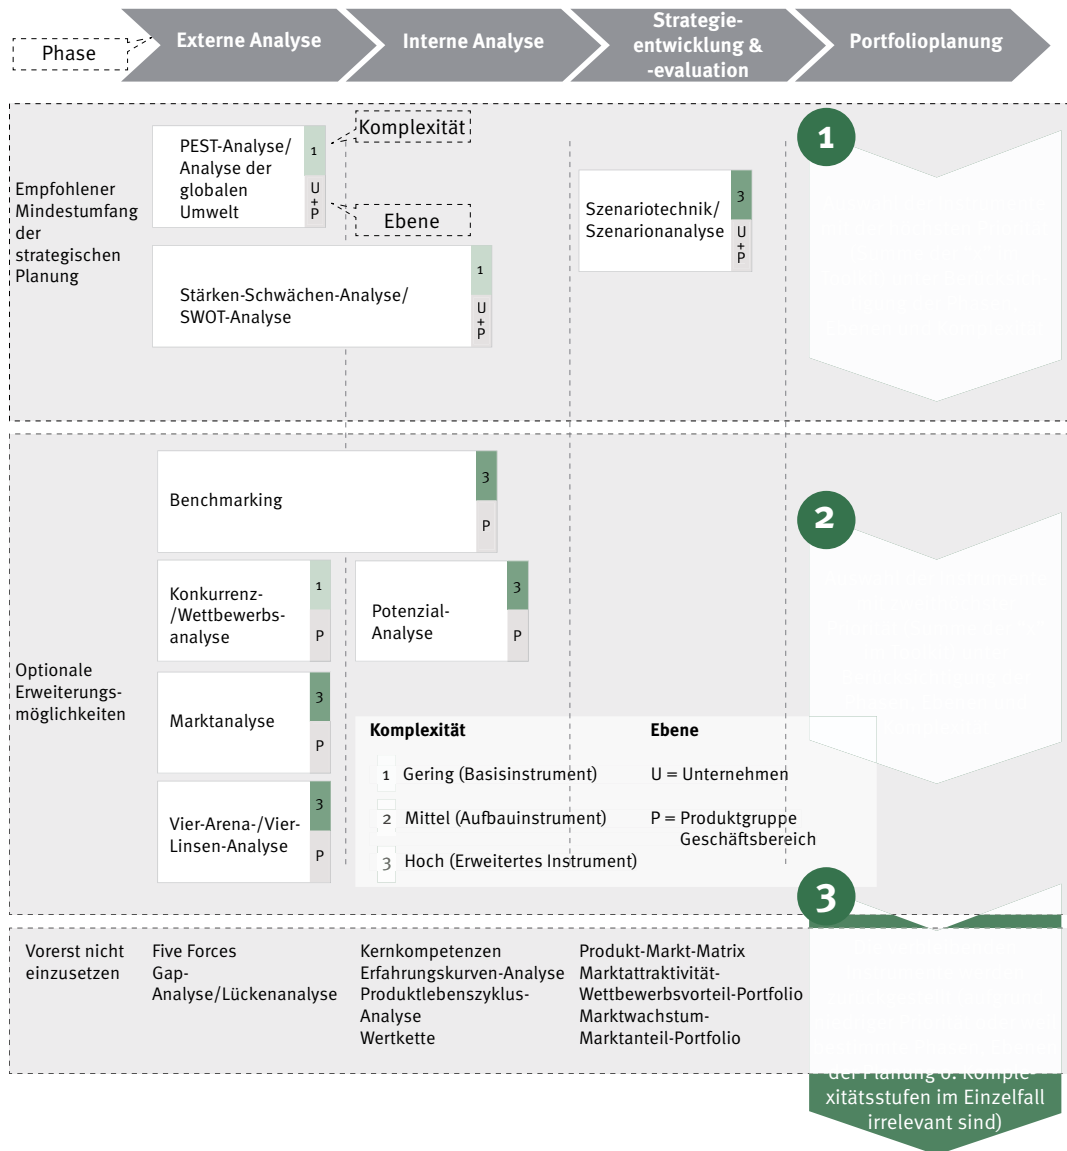 Phase
Externe Analyse
Interne Analyse
Strategie-
entwicklung &
-evaluation
Portfolioplanung
Empfohlener
Mindestumfang
der
strategischen
Planung
PEST-Analyse/
Analyse der
globalen
Umwelt
1
U
+
P
Komplexität
Ebene
Stärken-Schwächen-Analyse/
SWOT-Analyse
1
U
+
P
Szenariotechnik/
Szenarionanalyse
3
U
+
P
1
Optionale
Erweiterungs-
möglichkeiten
Benchmarking
3
P
Konkurrenz-
/Wettbewerbs-
analyse
1
P
Potenzial-
Analyse
3
P
Marktanalyse
3
P
Vier-Arena-/Vier-
Linsen-Analyse
3
P
2
Komplexität
1 Gering (Basisinstrument)
2 Mittel (Aufbauinstrument)
3 Hoch (Erweitertes Instrument)
Ebene
U = Unternehmen
P = Produktgruppe
Geschäftsbereich
3
Vorerst nicht
einzusetzen
Five Forces
Gap-
Analyse/Lückenanalyse
Kernkompetenzen
Erfahrungskurven-Analyse
Produktlebenszyklus-
Analyse
Wertkette
Produkt-Markt-Matrix
Marktattraktivität-
Wettbewerbsvorteil-Portfolio
Marktwachstum-
Marktanteil-Portfolio
der Planung o. Komple-
xitätsstufen im Einzelfall
irrelevant sind)